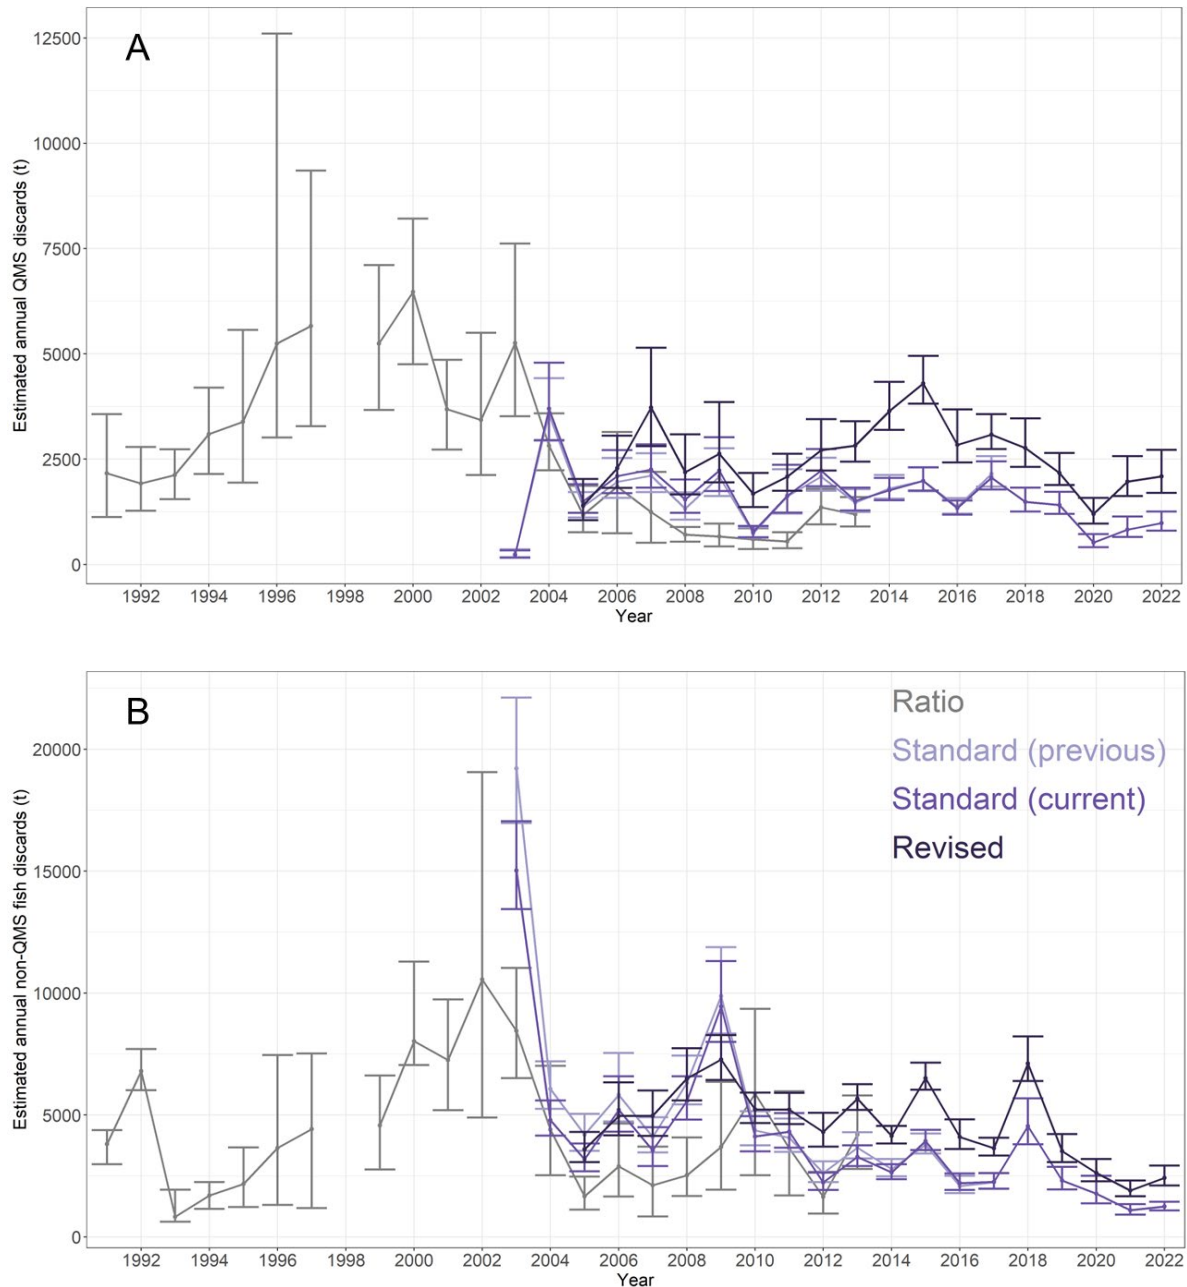 A
Estimated annual QMS discards (t)
12500
10000
7500
5000
2500
0
1992 1994 1996 1998 2000 2002 2004 2006 2008 2010 2012 2014 2016 2018 2020 2022
Year
B
Ratio
Standard (previous)
Standard (current)
Revised
Estimated annual non-QMS fish discards (t)
20000
15000
10000
5000
0
1992 1994 1996 1998 2000 2002 2004 2006 2008 2010 2012 2014 2016 2018 2020 2022
Year